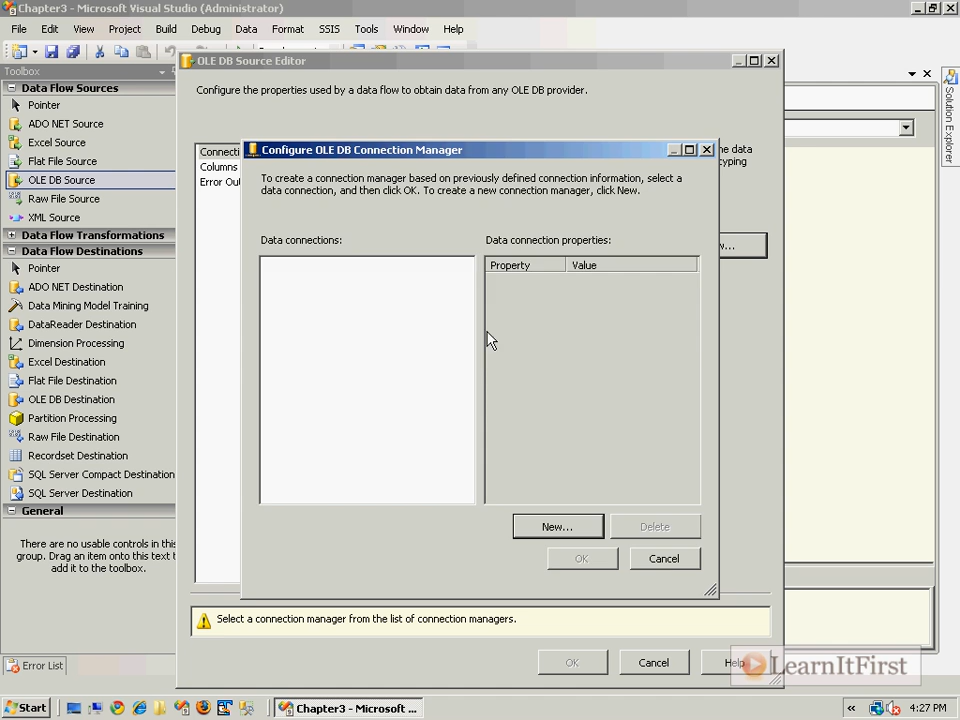 Chapter3 - Microsoft Visual Studio (Administrator)
File Edit View Project Build Debug Data Format SSIS Tools Window Help
Toolbox
Data Flow Sources
Pointer
ADO NET Source
Excel Source
Flat File Source
OLE DB Source
Raw File Source
XML Source
Data Flow Transformations
Data Flow Destinations
Pointer
ADO NET Destination
Data Mining Model Training
DataReader Destination
Dimension Processing
Excel Destination
Flat File Destination
OLE DB Destination
Partition Processing
Raw File Destination
Recordset Destination
SQL Server Compact Destination
SQL Server Destination
General
There are no usable controls in this
group. Drag an item onto this text t
add it to the toolbox.
Error List
OLE DB Source Editor
Configure the properties used by a data flow to obtain data from any OLE DB provider.
Connecti
Columns
Error Ou
he data
typing
w...
Configure OLE DB Connection Manager
To create a connection manager based on previously defined connection information, select a
data connection, and then click OK. To create a new connection manager, click New.
Data connections:
Data connection properties:
Property Value
New... Delete
OK Cancel
Select a connection manager from the list of connection managers.
OK Cancel Help
Solution Explorer
LearnItFirst
Start
Chapter3 - Microsoft ...
« 4:27 PM